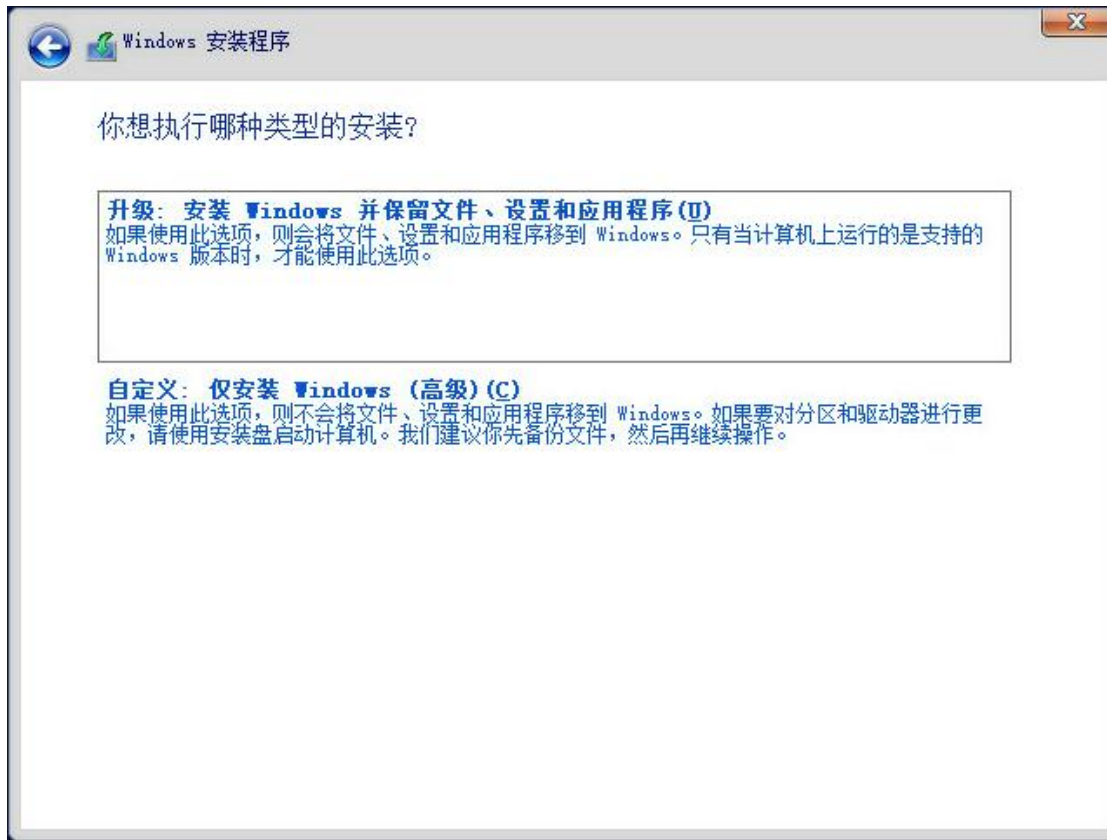 Windows 安装程序
你想执行哪种类型的安装?
升级: 安装 Windows 并保留文件、设置和应用程序(U)
如果使用此选项，则会将文件、设置和应用程序移到 Windows。只有当计算机上运行的是支持的
Windows 版本时，才能使用此选项。
自定义: 仅安装 Windows (高级)(C)
如果使用此选项，则不会将文件、设置和应用程序移到 Windows。如果要对分区和驱动器进行更
改，请使用安装盘启动计算机。我们建议你先备份文件，然后再继续操作。